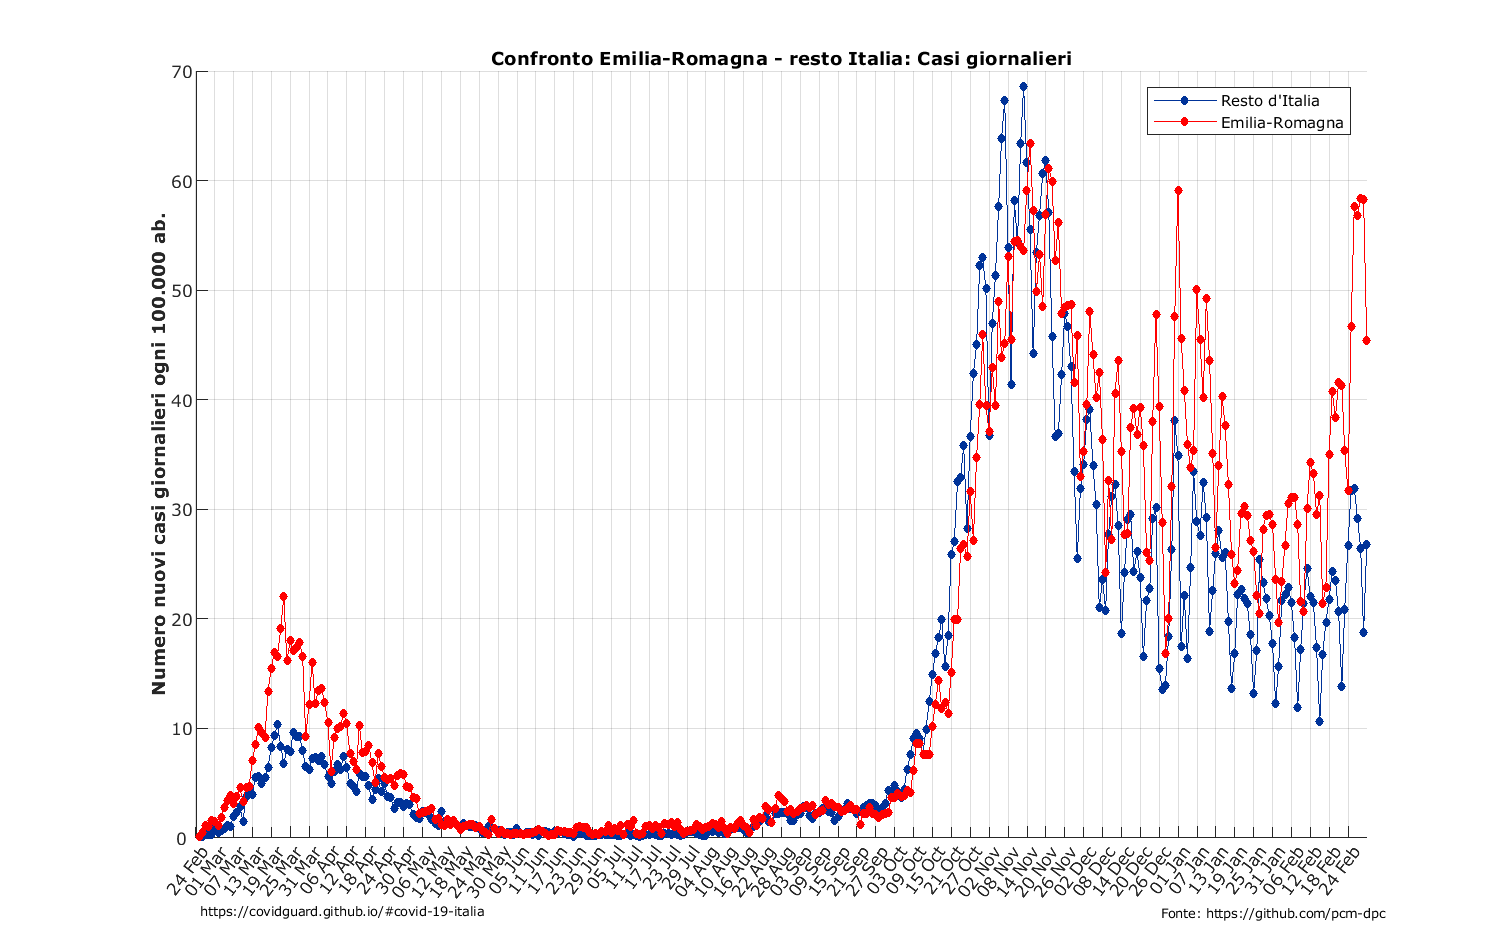 Confronto Emilia-Romagna - resto Italia: Casi giornalieri
Resto d'Italia
Emilia-Romagna
Numero nuovi casi giornalieri ogni 100.000 ab.
70
60
50
40
30
20
10
0
24 Feb
01 Mar
07 Mar
13 Mar
19 Mar
25 Mar
31 Mar
06 Apr
12 Apr
18 Apr
24 Apr
30 Apr
06 May
12 May
18 May
24 May
30 May
05 Jun
11 Jun
17 Jun
23 Jun
29 Jun
05 Jul
11 Jul
17 Jul
23 Jul
29 Jul
04 Aug
10 Aug
16 Aug
22 Aug
28 Aug
03 Sep
09 Sep
15 Sep
21 Sep
27 Sep
03 Oct
09 Oct
15 Oct
21 Oct
27 Oct
02 Nov
08 Nov
14 Nov
20 Nov
26 Nov
02 Dec
08 Dec
14 Dec
20 Dec
26 Dec
01 Jan
07 Jan
13 Jan
19 Jan
25 Jan
31 Jan
06 Feb
12 Feb
18 Feb
24 Feb
https://covidguard.github.io/#covid-19-italia
Fonte: https://github.com/pcm-dpc